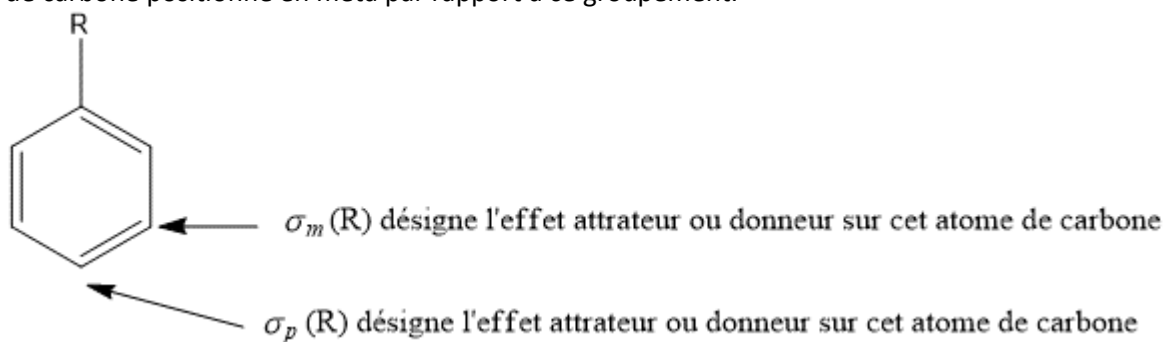 de carbone positionné en méta par rapport à ce groupement.
R
σm (R) désigne l'effet attrateur ou donneur sur cet atome de carbone
σp (R) désigne l'effet attrateur ou donneur sur cet atome de carbone